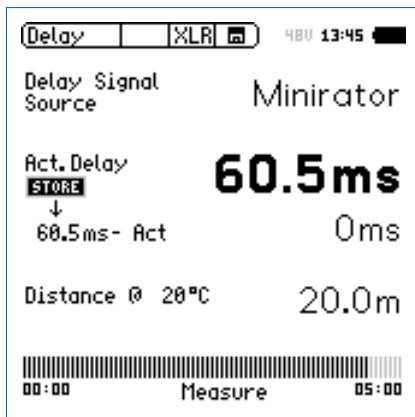 Delay XLR 48V 13:45
Delay Signal
Source
Minirator
Act. Delay
STORE
60.5ms
60.5ms- Act
0ms
Distance @ 20°C
20.0m
00:00 Measure 05:00